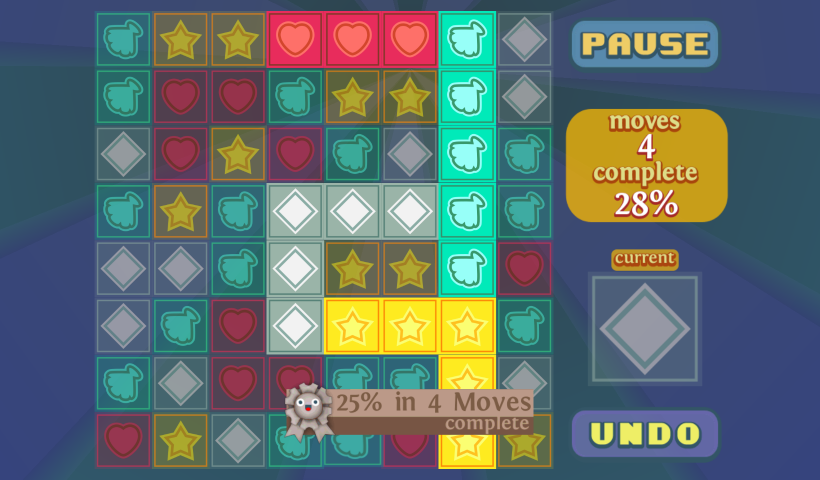 PAUSE
moves
4
complete
28%
current
25% in 4 Moves
complete
UNDO